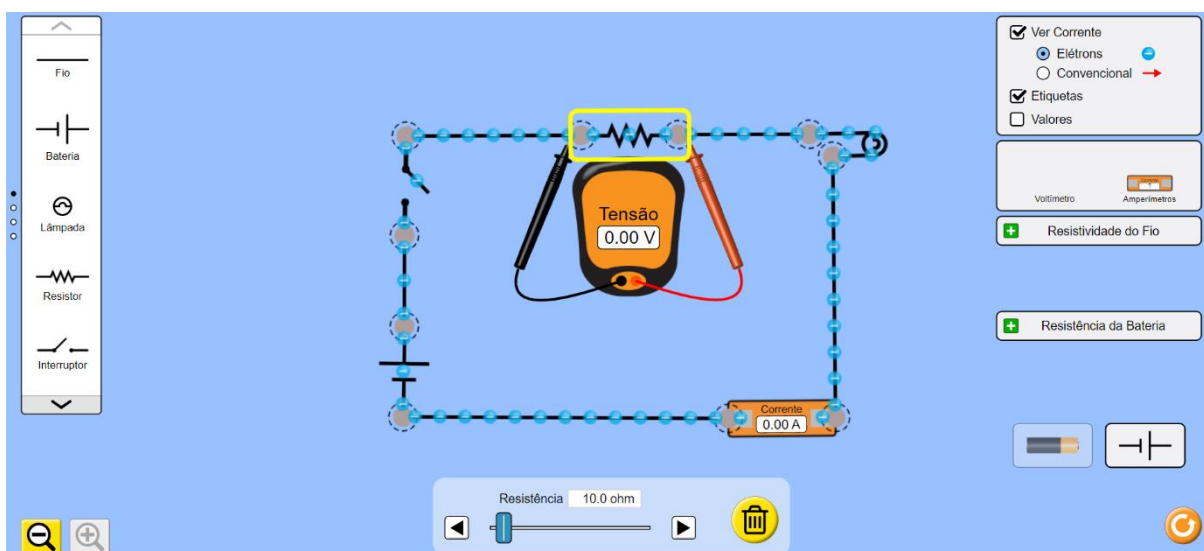 Fio
Bateria
Lâmpada
Resistor
Interruptor
Tensão
0.00 V
Corrente
0.00 A
Resistência 10.0 ohm
Ver Corrente
Elétrons
Convencional
Etiquetas
Valores
Corrente
Voltímetro
Amperímetros
Resistividade do Fio
Resistência da Bateria